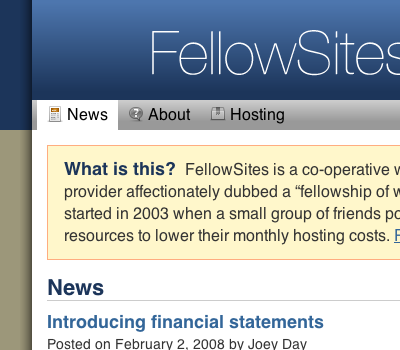 FellowSites
News About Hosting
What is this? FellowSites is a co-operative
provider affectionately dubbed a “fellowship of
started in 2003 when a small group of friends
resources to lower their monthly hosting costs.
News
Introducing financial statements
Posted on February 2, 2008 by Joey Day